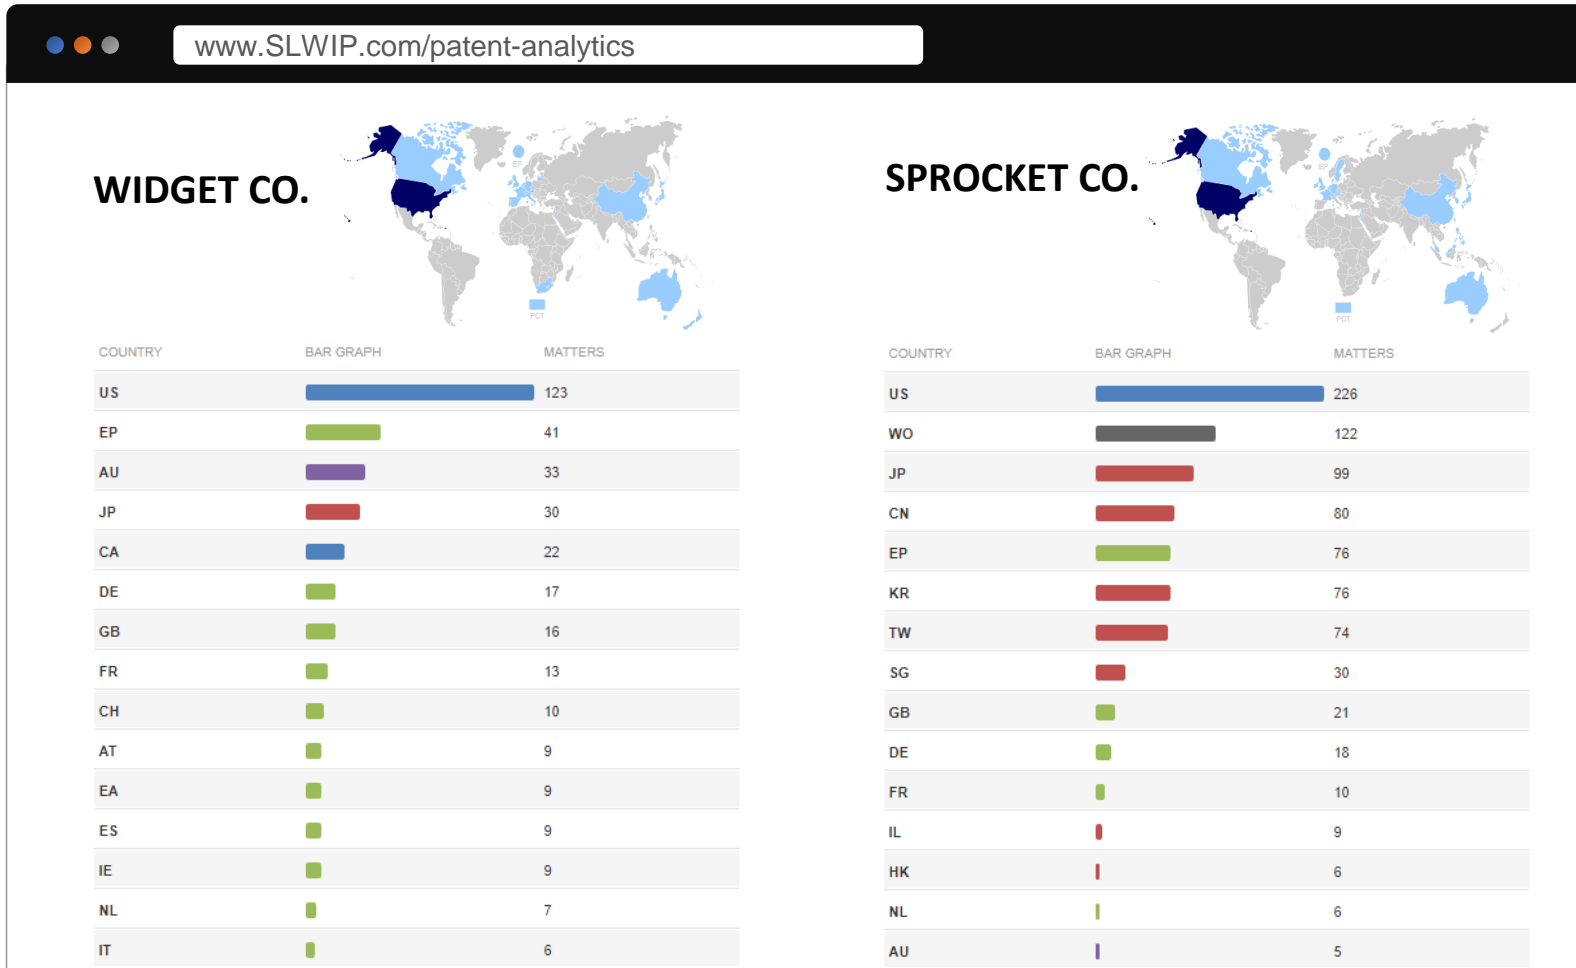 www.SLWIP.com/patent-analytics
WIDGET CO.
EP
PCT
COUNTRY BAR GRAPH MATTERS
US 123
EP 41
AU 33
JP 30
CA 22
DE 17
GB 16
FR 13
CH 10
AT 9
EA 9
ES 9
IE 9
NL 7
IT 6
SPROCKET CO.
EP
PCT
COUNTRY BAR GRAPH MATTERS
US 226
WO 122
JP 99
CN 80
EP 76
KR 76
TW 74
SG 30
GB 21
DE 18
FR 10
IL 9
HK 6
NL 6
AU 5